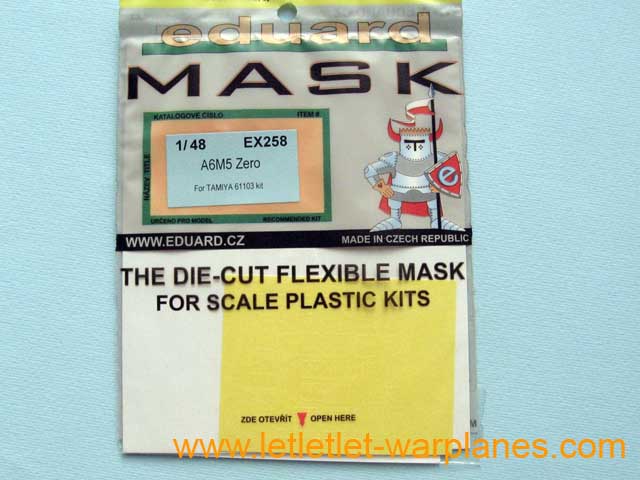 eduard
MASK
KATALOGOVÉ ČÍSLO ITEM #
1/48 EX258
A6M5 Zero
For TAMIYA 61103 kit
NÁZEV TITLE
URČENO PRO MODEL RECOMMENDED KIT
e
WWW.EDUARD.CZ MADE IN CZECH REPUBLIC
THE DIE-CUT FLEXIBLE MASK
FOR SCALE PLASTIC KITS
ZDE OTEVŘÍT OPEN HERE
www.letletlet-warplanes.com